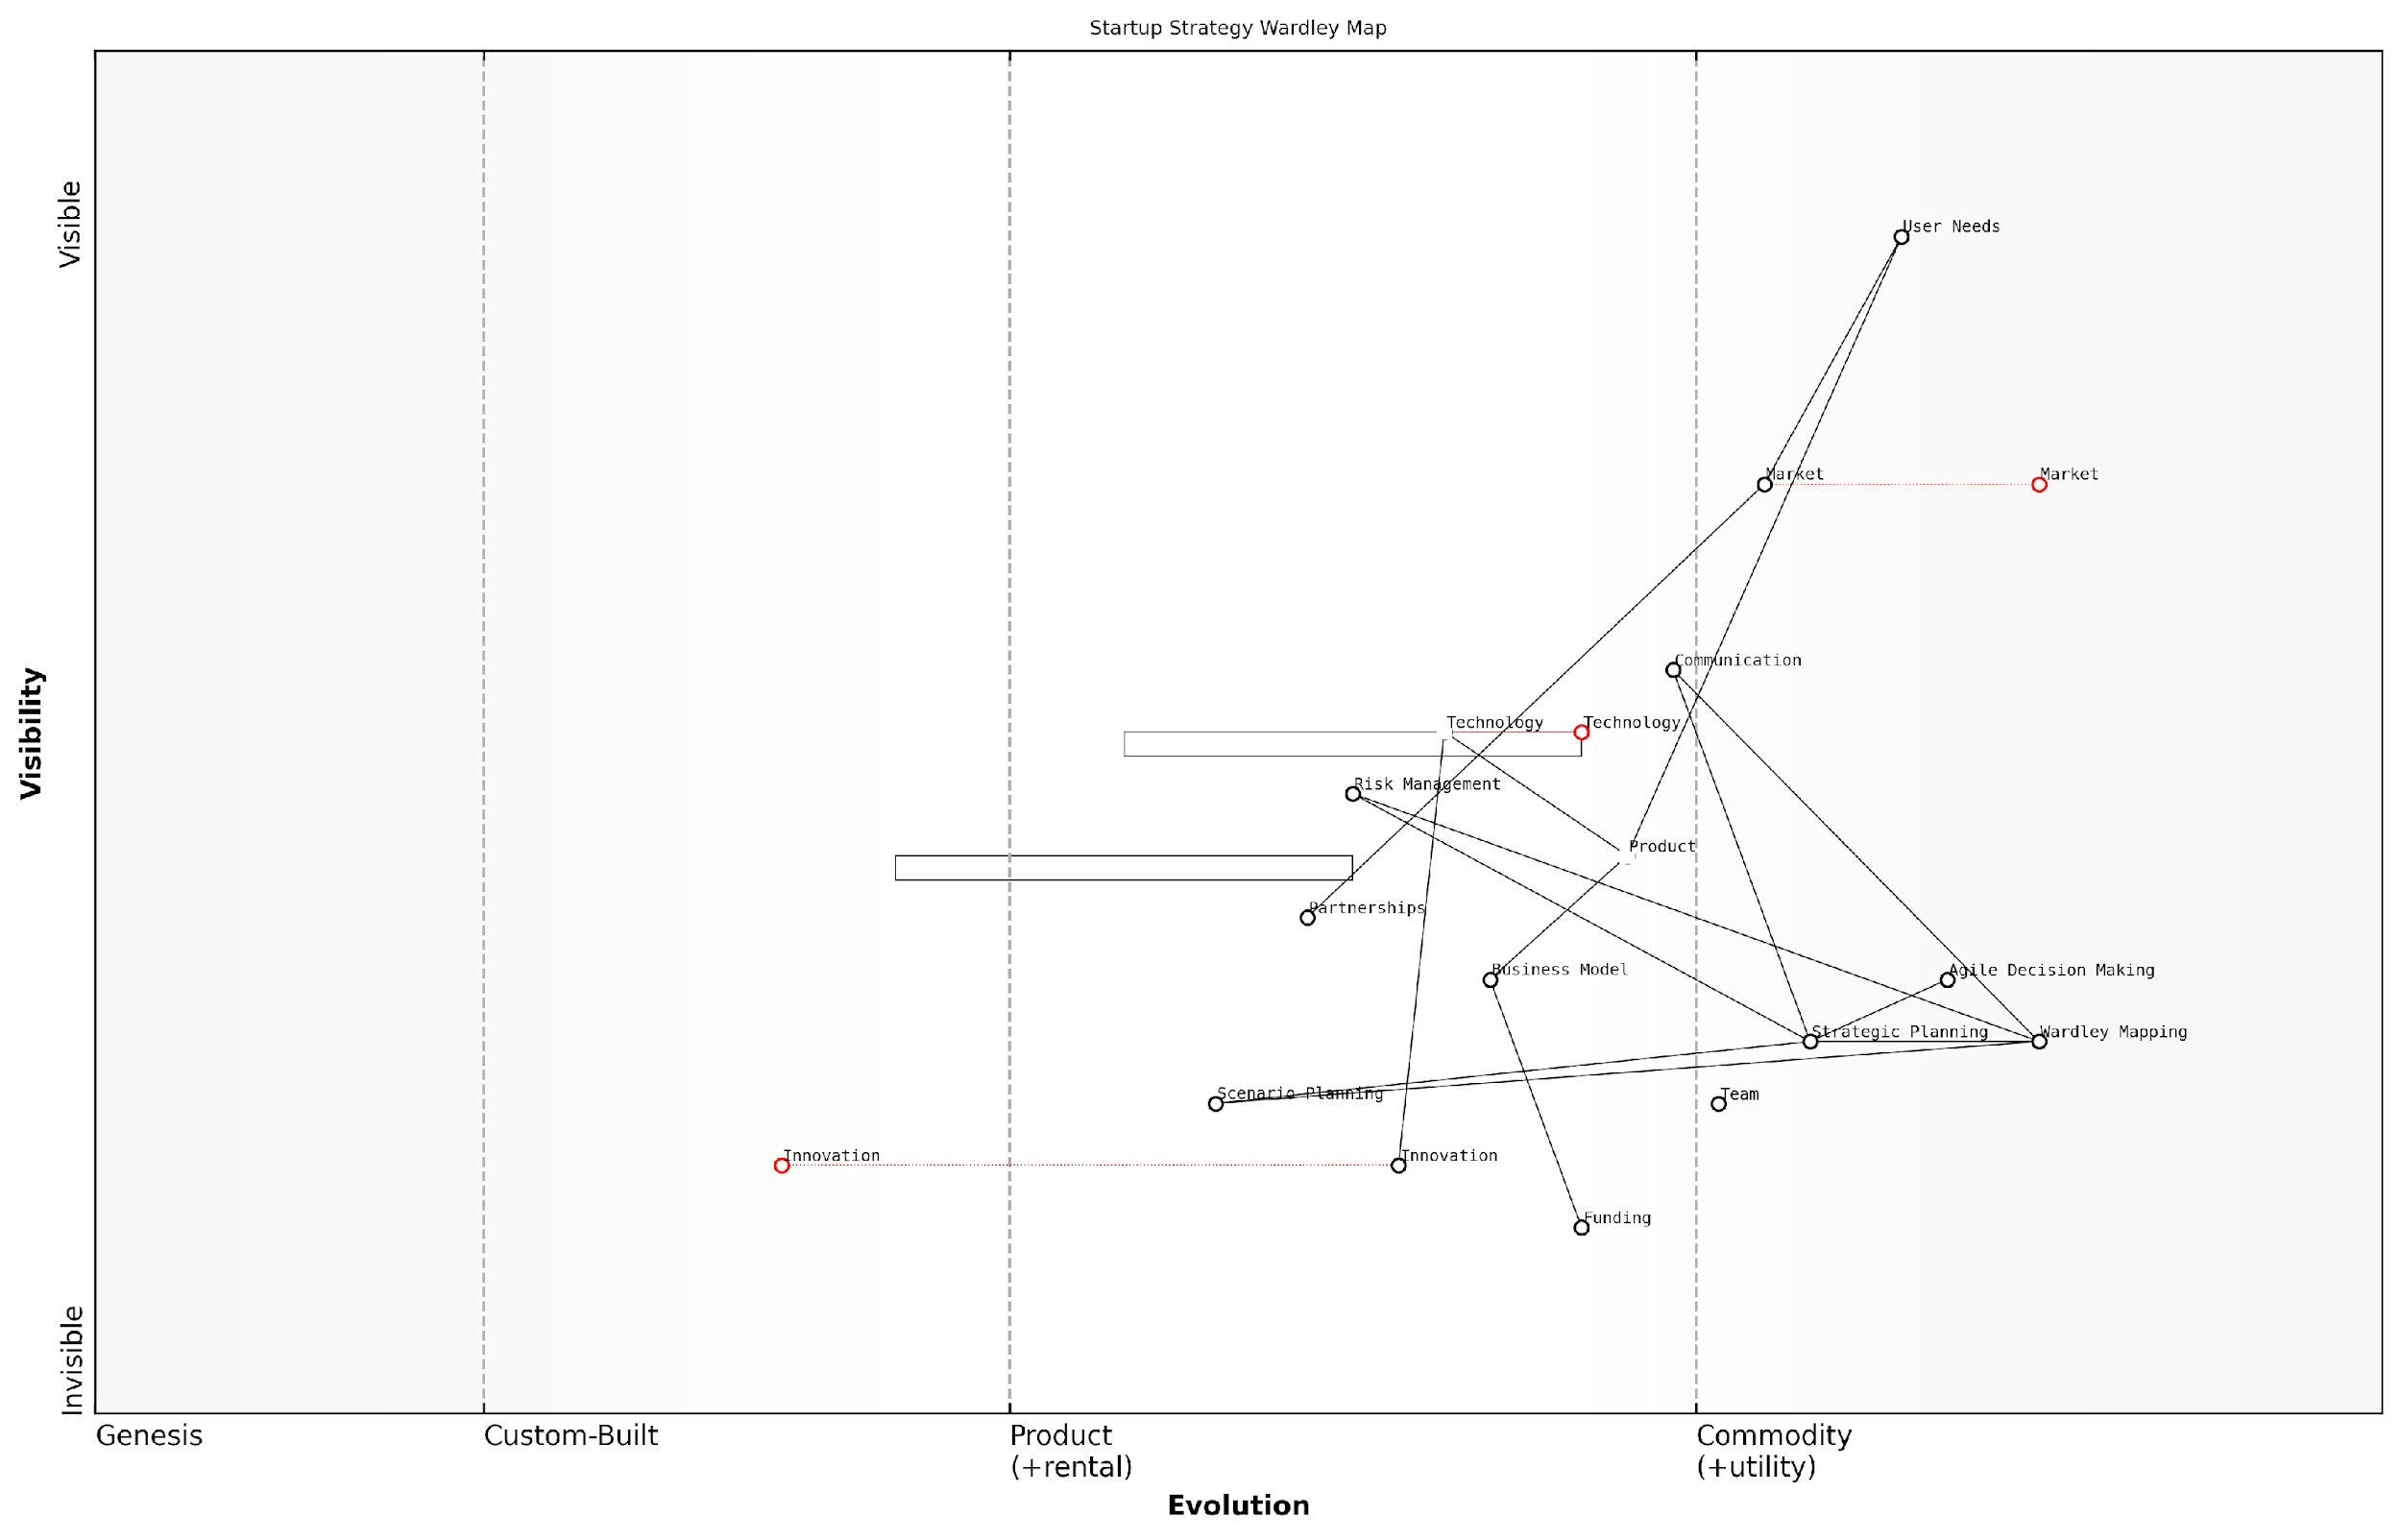 Startup Strategy Wardley Map
Visible
User Needs
Market
Market
Communication
Visibility
Technology
Technology
Risk Management
Product
Partnerships
Business Model
Agile Decision Making
Strategic Planning
Wardley Mapping
Scenario Planning
Team
Innovation
Innovation
Funding
Invisible
Genesis
Custom-Built
Product
(+rental)
Commodity
(+utility)
Evolution